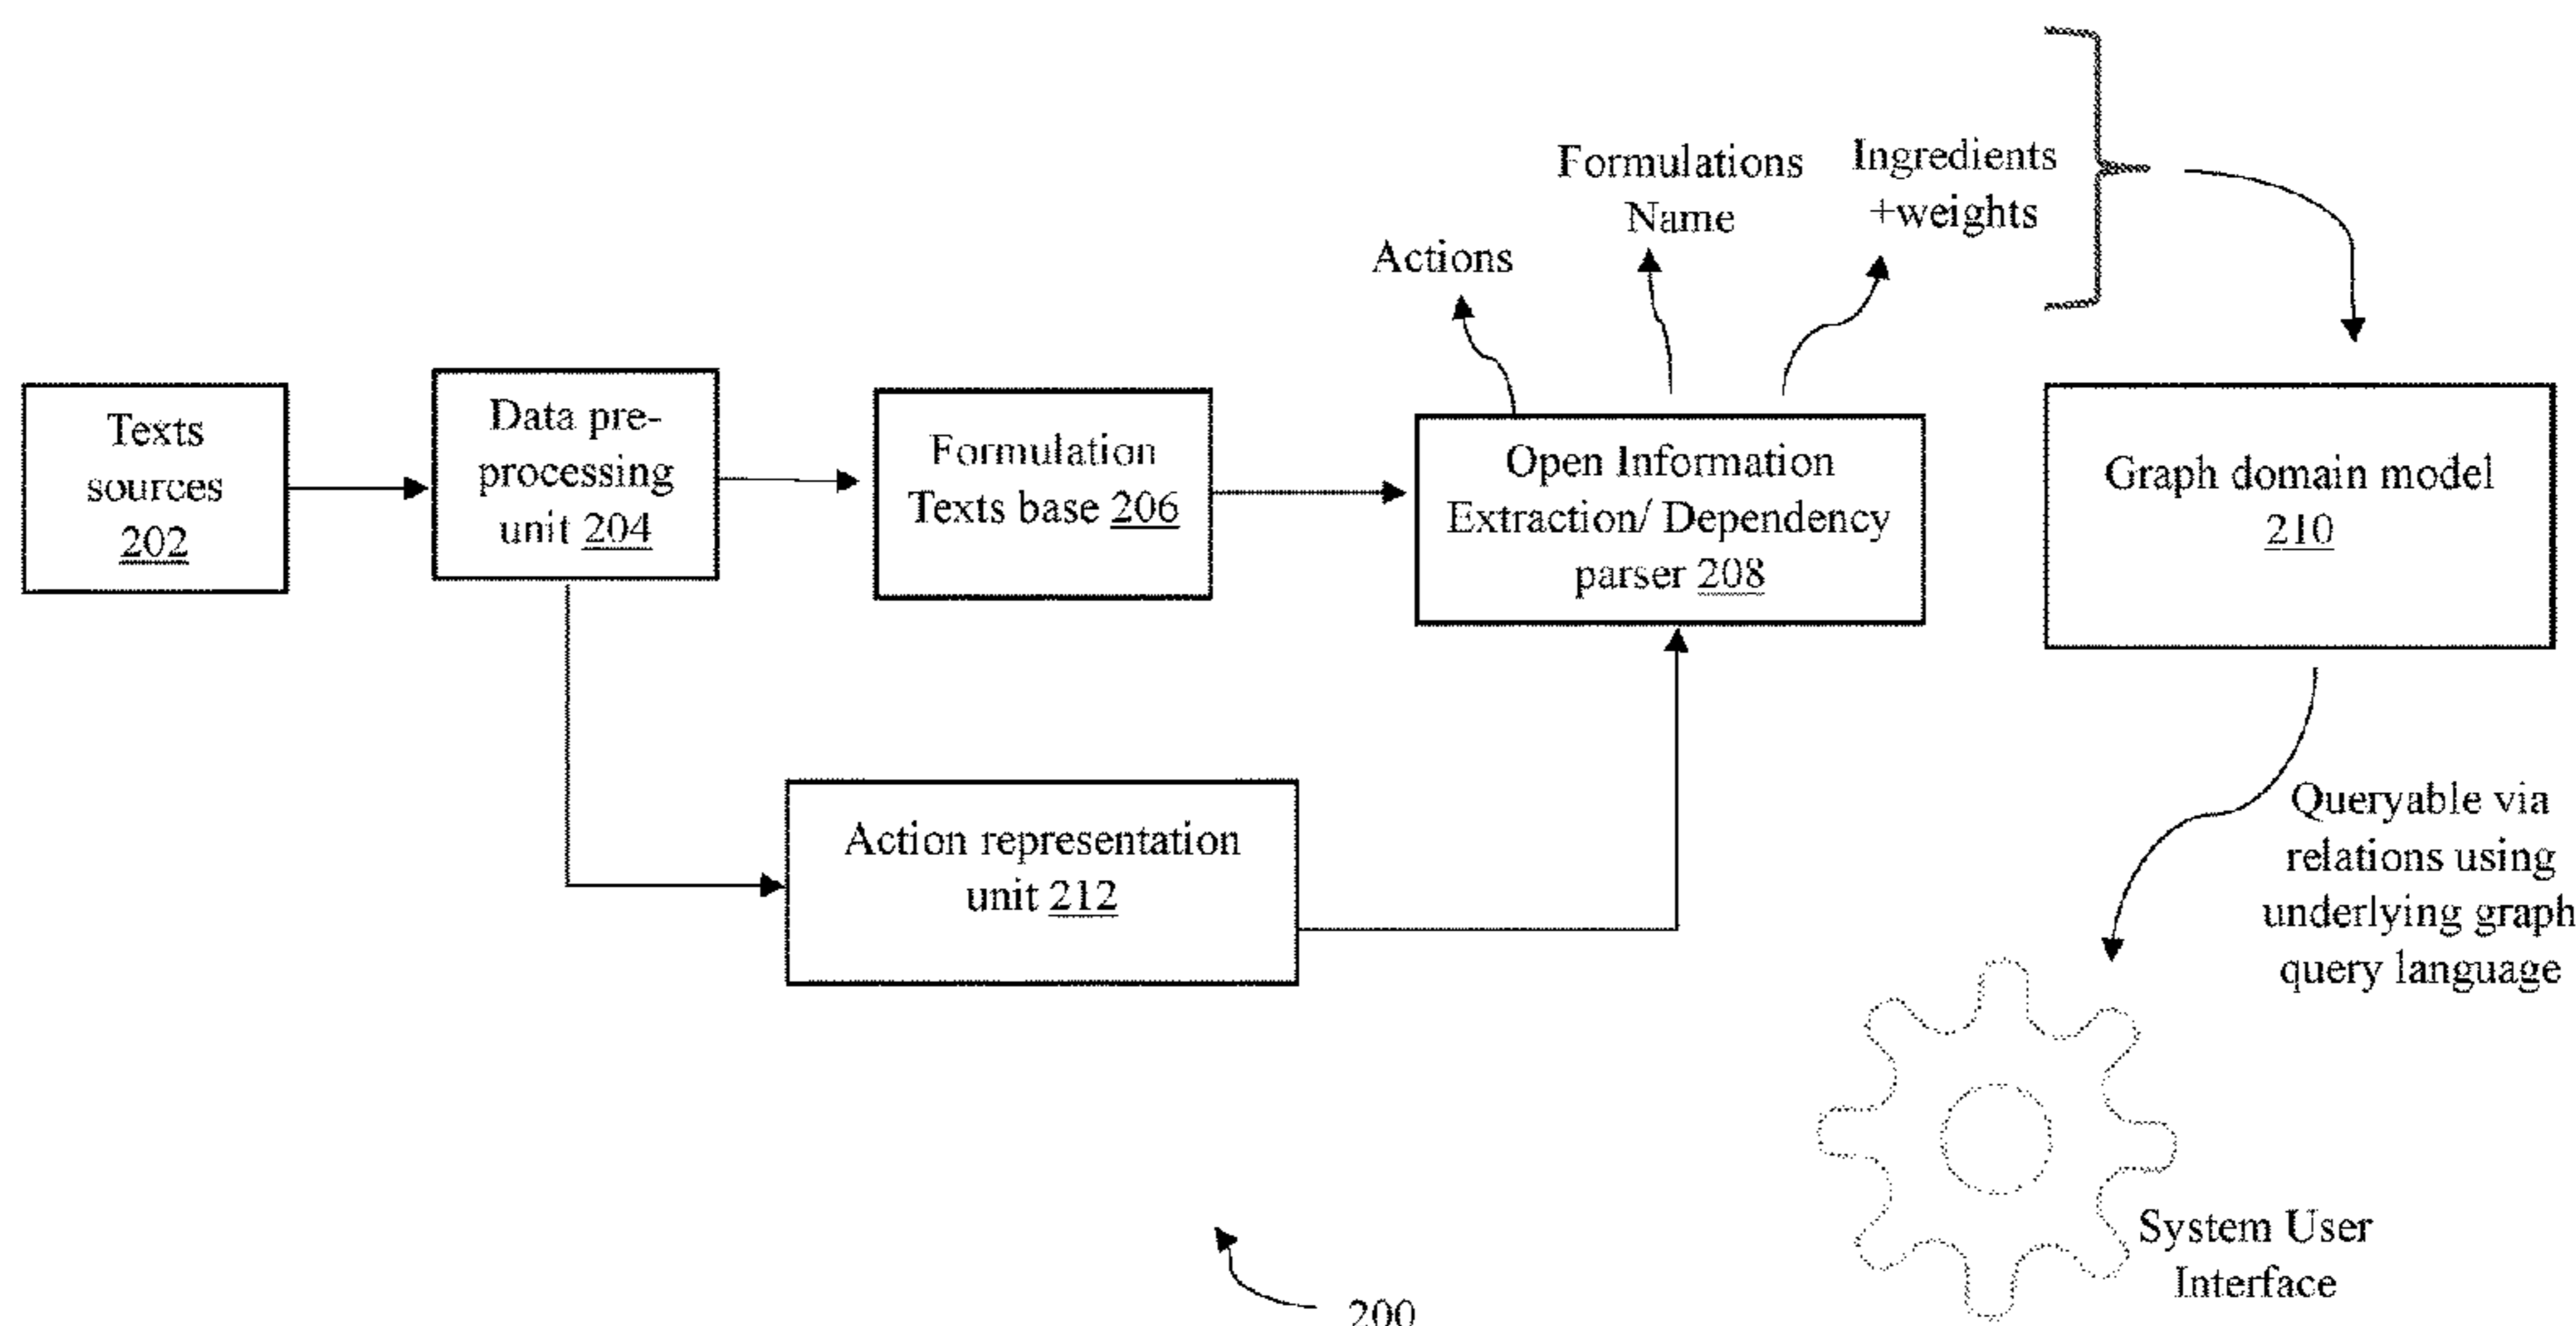 Texts
sources
202
Data pre-
processing
unit 204
Formulation
Texts base 206
Actions
Formulations
Name
Ingredients
+weights
Open Information
Extraction/ Dependency
parser 208
Graph domain model
210
Action representation
unit 212
Queryable via
relations using
underlying graph
query language
System User
Interface
200